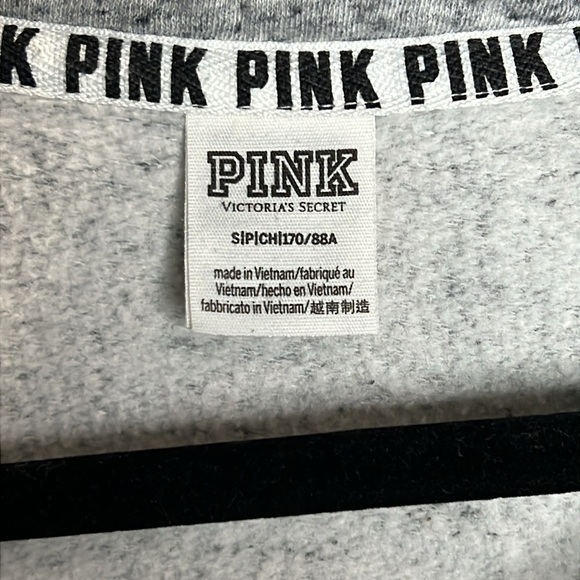 K PINK PINK PINK
PINK
VICTORIA'S SECRET
S|P|CH|170/88A
made in Vietnam/fabriqué au
Vietnam/hecho en Vietnam/
fabbricato in Vietnam/越南制造